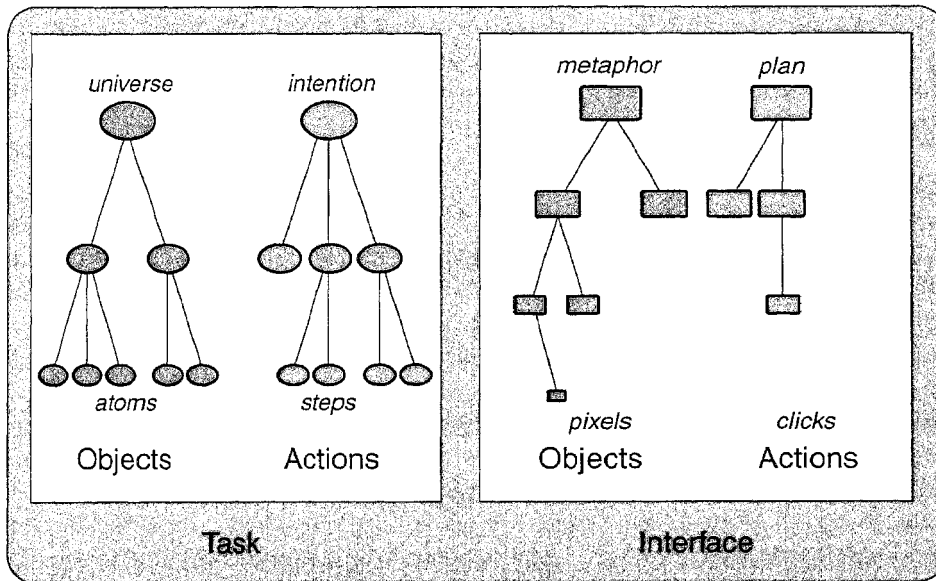 universe
intention
atoms
steps
Objects
Actions
Task
metaphor
plan
pixels
clicks
Objects
Actions
Interface